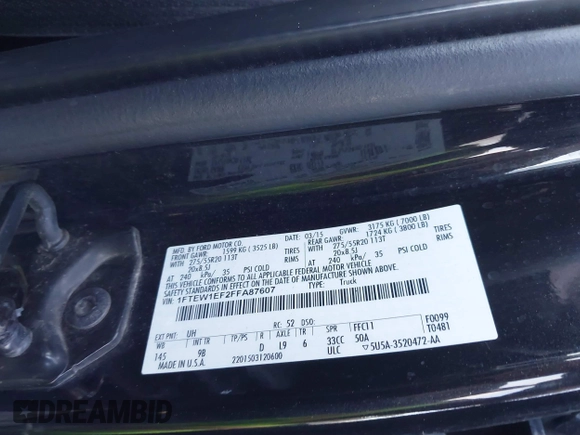 MFD. BY FORD MOTOR CO.
DATE: 03/15 GVWR: 3175 KG (7000 LB)
FRONT GAWR: 1599 KG (3525 LB) REAR GAWR: 1724 KG (3800 LB)
WITH 275/55R20 113T TIRES WITH 275/55R20 113T TIRES
20x8.5J RIMS 20x8.5J RIMS
AT 240 kPa/ 35 PSI COLD AT 240 kPa/ 35 PSI COLD
THIS VEHICLE CONFORMS TO ALL APPLICABLE FEDERAL MOTOR VEHICLE
SAFETY STANDARDS IN EFFECT ON THE DATE OF MANUFACTURE SHOWN ABOVE.
VIN: 1FTEW1EF2FFA87607
TYPE: Truck
EXT PNT: UH RC: 52 DSO: F0099
WB INT TR TP/PS R AXLE TR SPR FFC11 T04B1
145 9B D L9 6 33CC 50A
MADE IN U.S.A. 2201503120600 ULC 5U5A-3520472-AA
DREAMBID